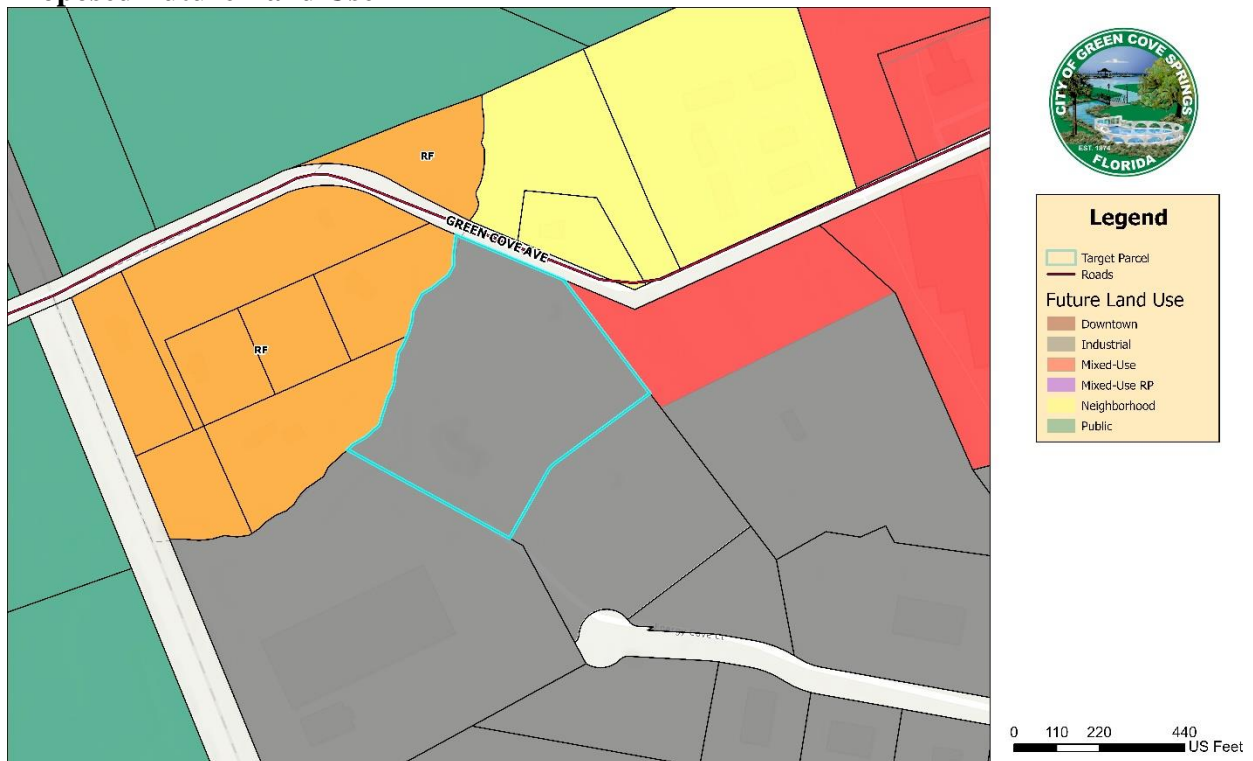 Proposed Future Land Use
RF
GREEN COVE AVE
RF
CITY OF GREEN COVE SPRINGS
EST. 1874
FLORIDA
Legend
Target Parcel
Roads
Future Land Use
Downtown
Industrial
Mixed-Use
Mixed-Use RP
Neighborhood
Public
0 110 220 440
US Feet